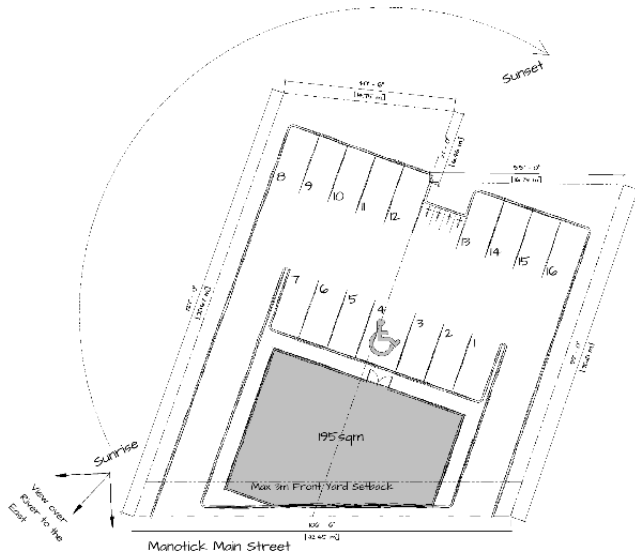 Sunset
8
9
10
11
12
13
14
15
16
7
6
5
4
3
2
1
195 sqm
Sunrise
View over
River to the
East
Max 3m Front Yard Setback
Manotick Main Street